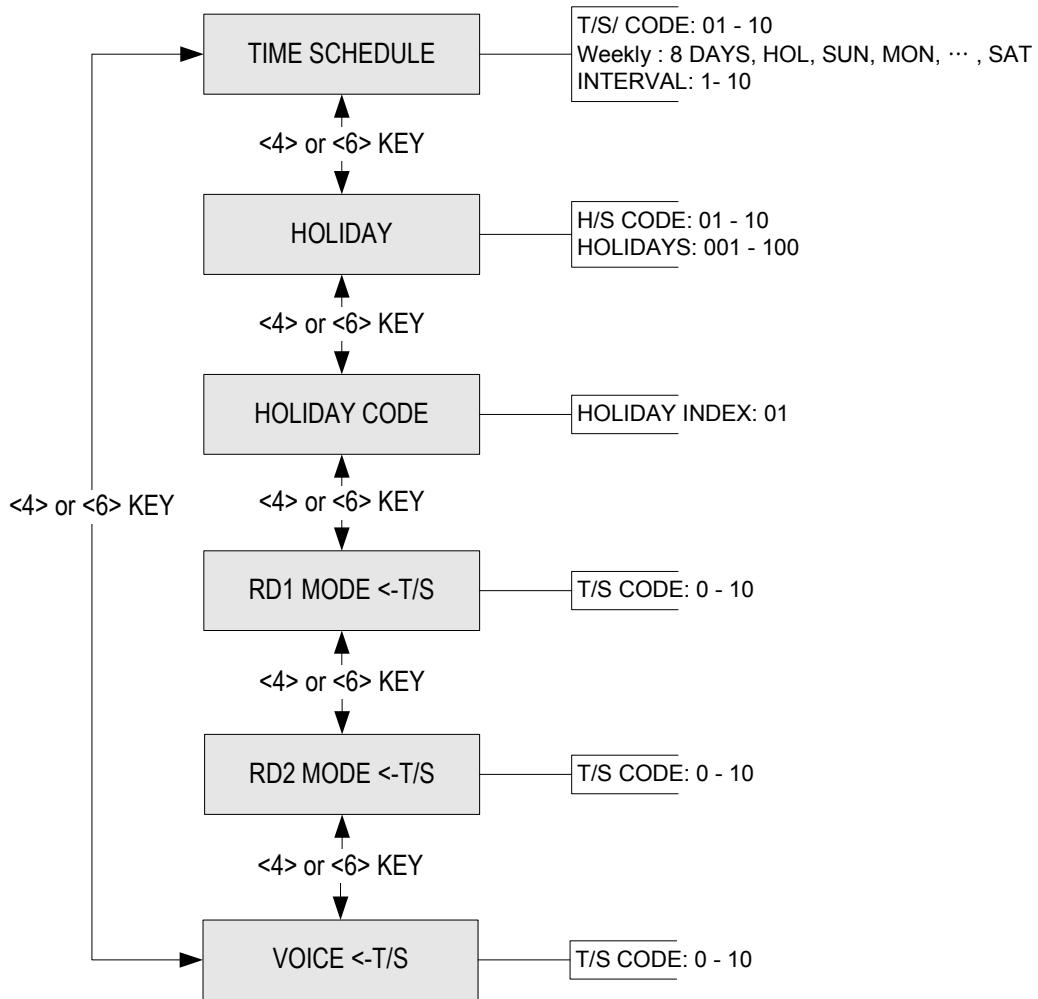 TIME SCHEDULE
T/S/ CODE: 01 - 10
Weekly : 8 DAYS, HOL, SUN, MON, ··· , SAT
INTERVAL: 1- 10
<4> or <6> KEY
HOLIDAY
H/S CODE: 01 - 10
HOLIDAYS: 001 - 100
<4> or <6> KEY
HOLIDAY CODE
HOLIDAY INDEX: 01
<4> or <6> KEY
<4> or <6> KEY
RD1 MODE <-T/S
T/S CODE: 0 - 10
<4> or <6> KEY
RD2 MODE <-T/S
T/S CODE: 0 - 10
<4> or <6> KEY
VOICE <-T/S
T/S CODE: 0 - 10